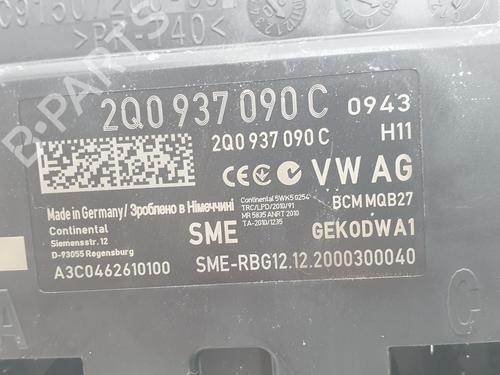 >PP-T40<
2Q0 937 090 C 0943
2Q0 937 090 C H11
VW AG
Continental 5WK50254
TRC/LPD/2010/91
MR 5835 ANRT 2010
TA-2010/1235
BCM MQB27
Made in Germany/ Зроблено в Німеччині
Continental
Siemensstr. 12
D-93055 Regensburg
SME GEKODWA1
A3C0462610100 SME-RBG12.12.2000300040
A C
B-PARTS